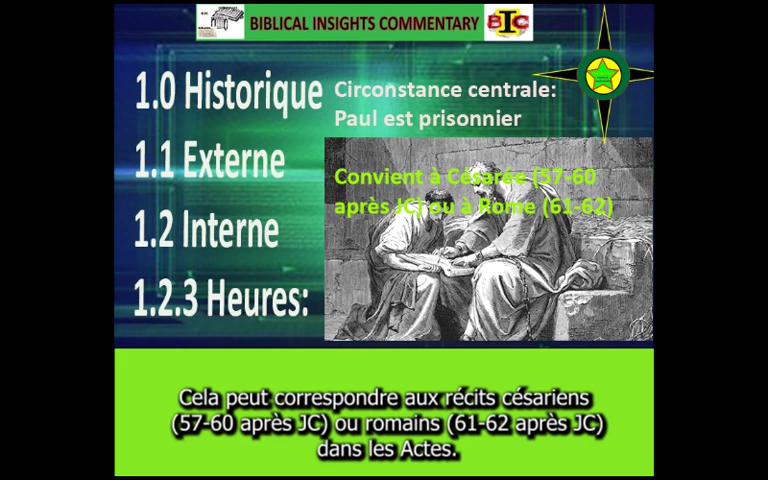 BIBLICAL INSIGHTS COMMENTARY
BIC
1.0 Historique
Circonstance centrale:
Paul est prisonnier
1.1 Externe
Convient à Césarée (57-60
après JC) ou à Rome (61-62)
1.2 Interne
1.2.3 Heures:
Cela peut correspondre aux récits césariens
(57-60 après JC) ou romains (61-62 après JC)
dans les Actes.